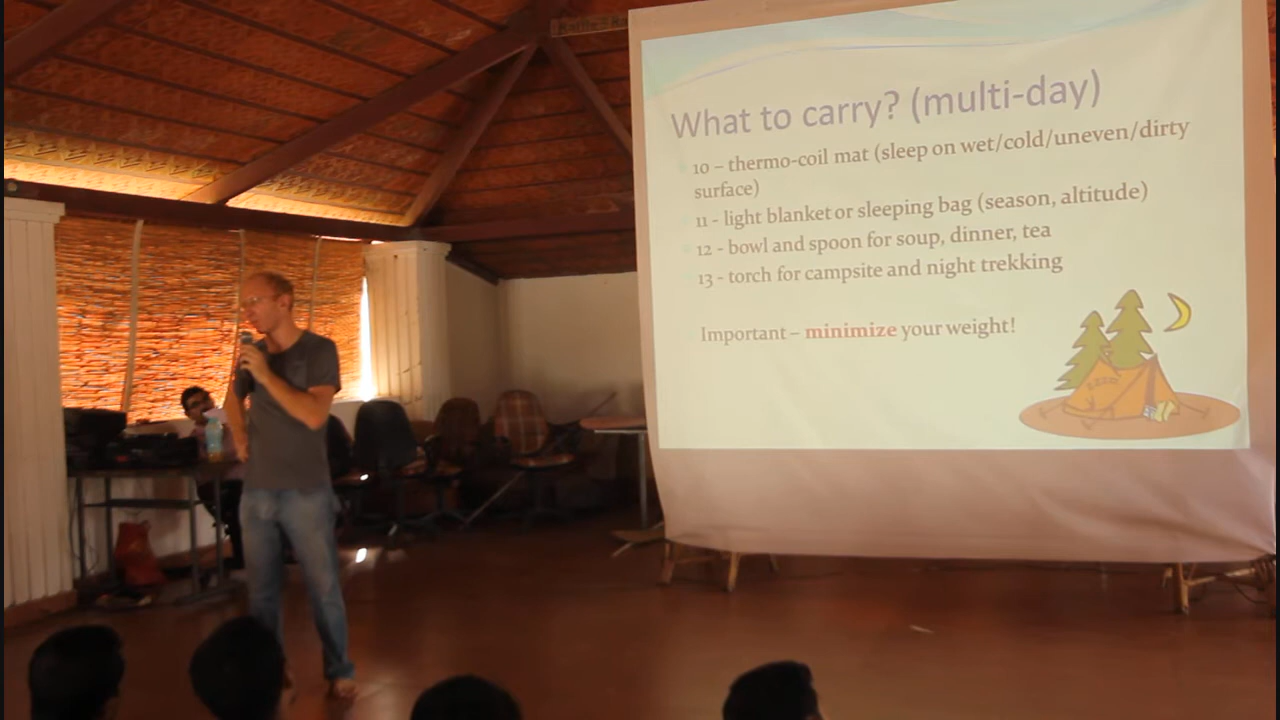 What to carry? (multi-day)
10 – thermo-coil mat (sleep on wet/cold/uneven/dirty
surface)
11 - light blanket or sleeping bag (season, altitude)
12 - bowl and spoon for soup, dinner, tea
13 - torch for campsite and night trekking
Important – minimize your weight!